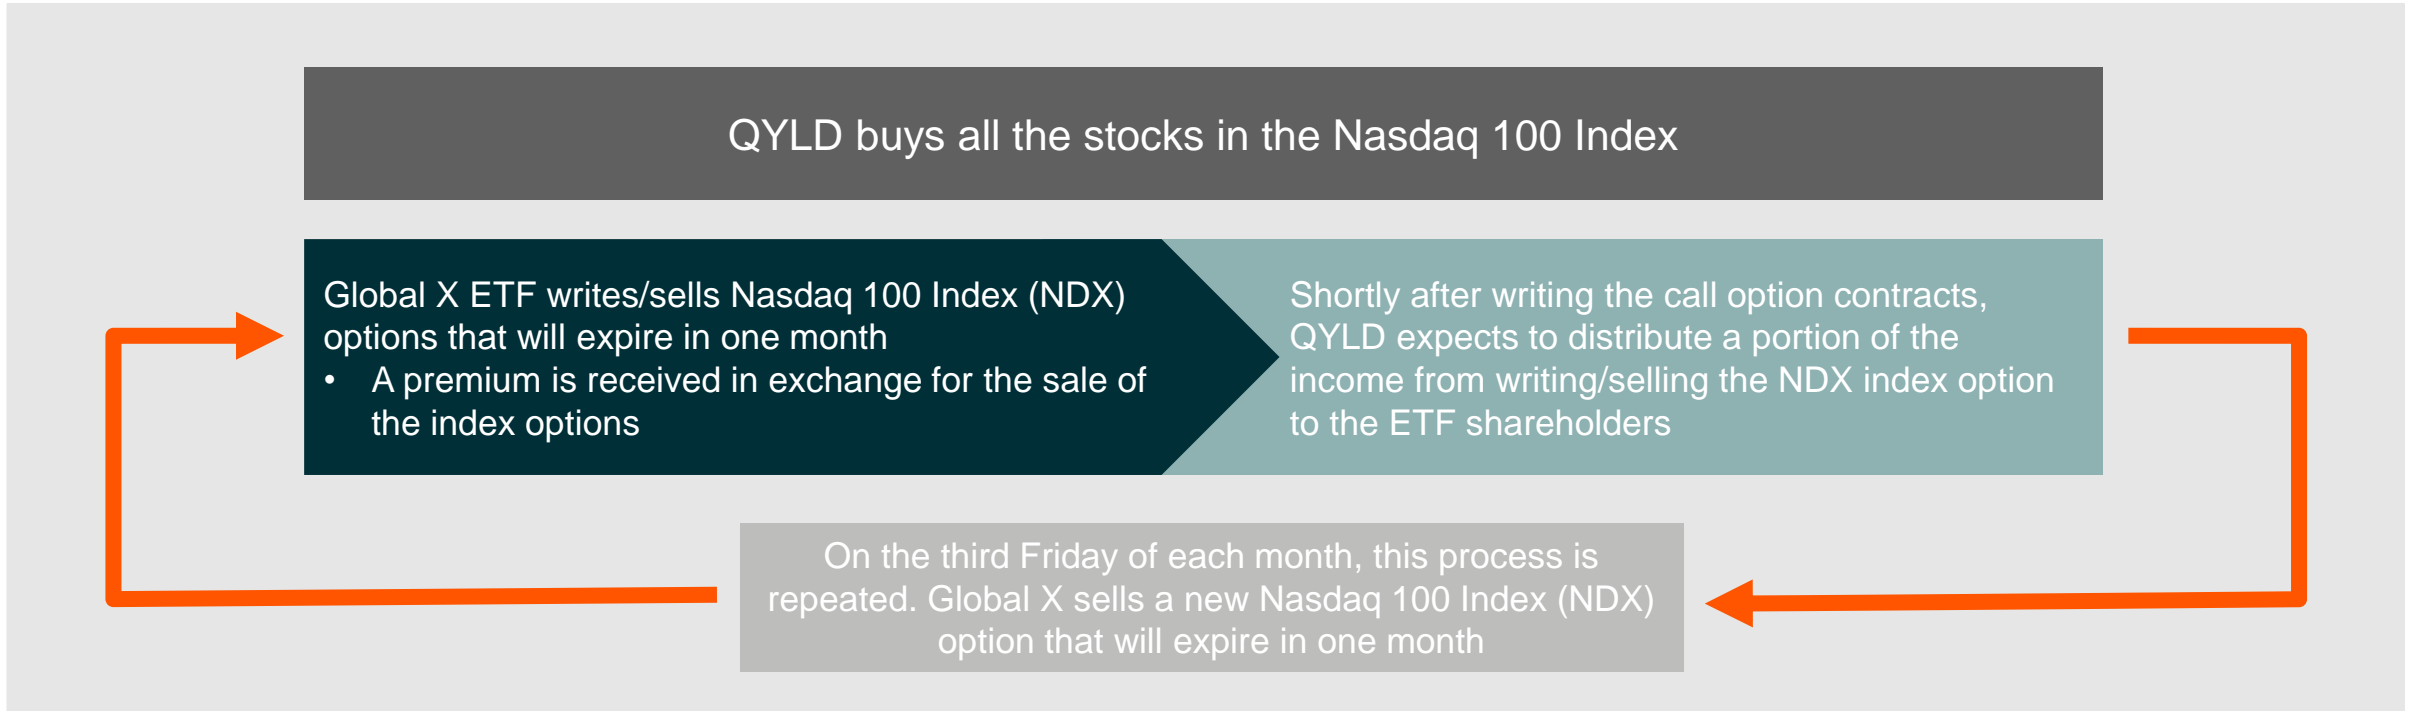 QYLD buys all the stocks in the Nasdaq 100 Index
Global X ETF writes/sells Nasdaq 100 Index (NDX)
options that will expire in one month
• A premium is received in exchange for the sale of
the index options
Shortly after writing the call option contracts,
QYLD expects to distribute a portion of the
income from writing/selling the NDX index option
to the ETF shareholders
On the third Friday of each month, this process is
repeated. Global X sells a new Nasdaq 100 Index (NDX)
option that will expire in one month